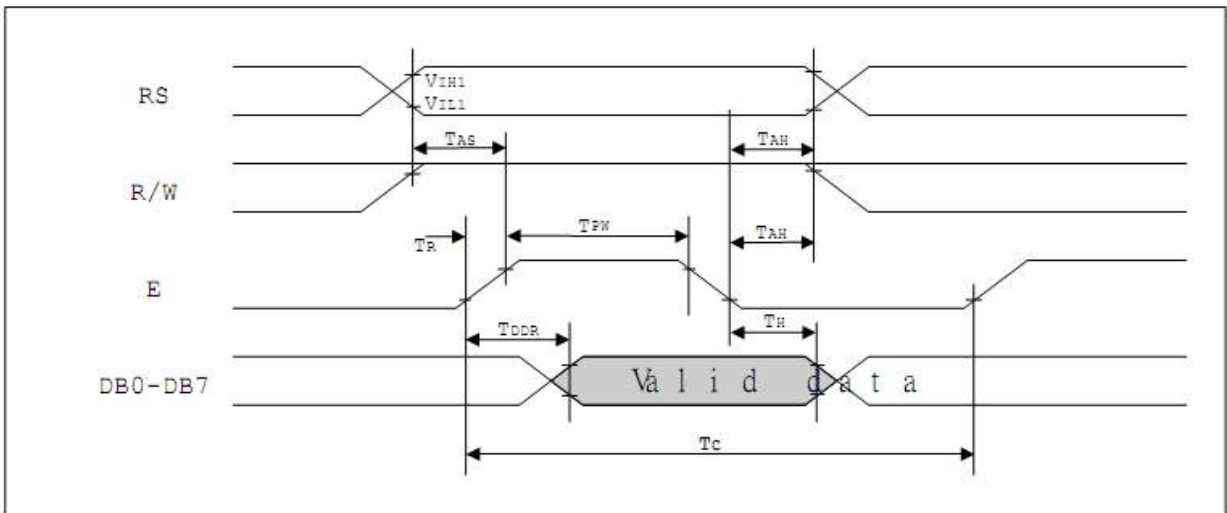 RS
VIH1
VIL1
TAS
TAH
R/W
TR
TPW
TAH
E
TDDR
TH
DB0-DB7
Valid data
TC